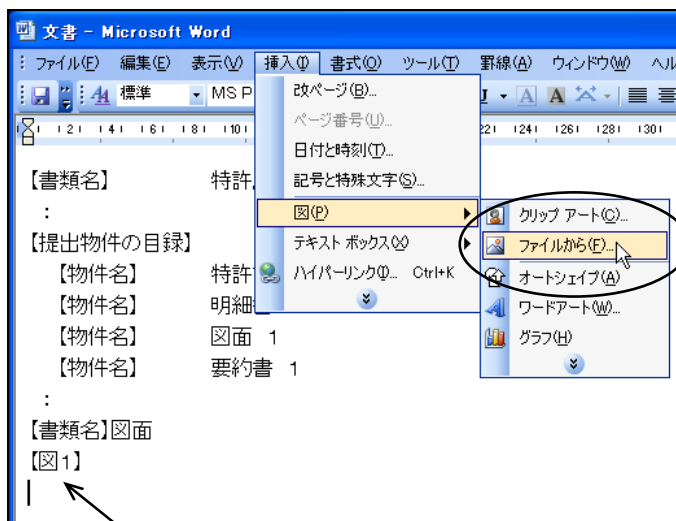 文書 - Microsoft Word
ファイル(F) 編集(E) 表示(V) 挿入(I) 書式(O) ツール(T) 罫線(A) ウィンドウ(W) ヘル
標準 MS P
改ページ(B)...
ページ番号(U)...
日付と時刻(T)...
記号と特殊文字(S)...
図(P)
テキスト ボックス(X)
ハイパーリンク(I)... Ctrl+K
クリップ アート(C)...
ファイルから(F)...
オートシェイプ(A)
ワードアート(W)...
グラフ(H)
【書類名】 特許
:
【提出物件の目録】
【物件名】 特許
【物件名】 明細
【物件名】 図面 1
【物件名】 要約書 1
:
【書類名】図面
【図1】